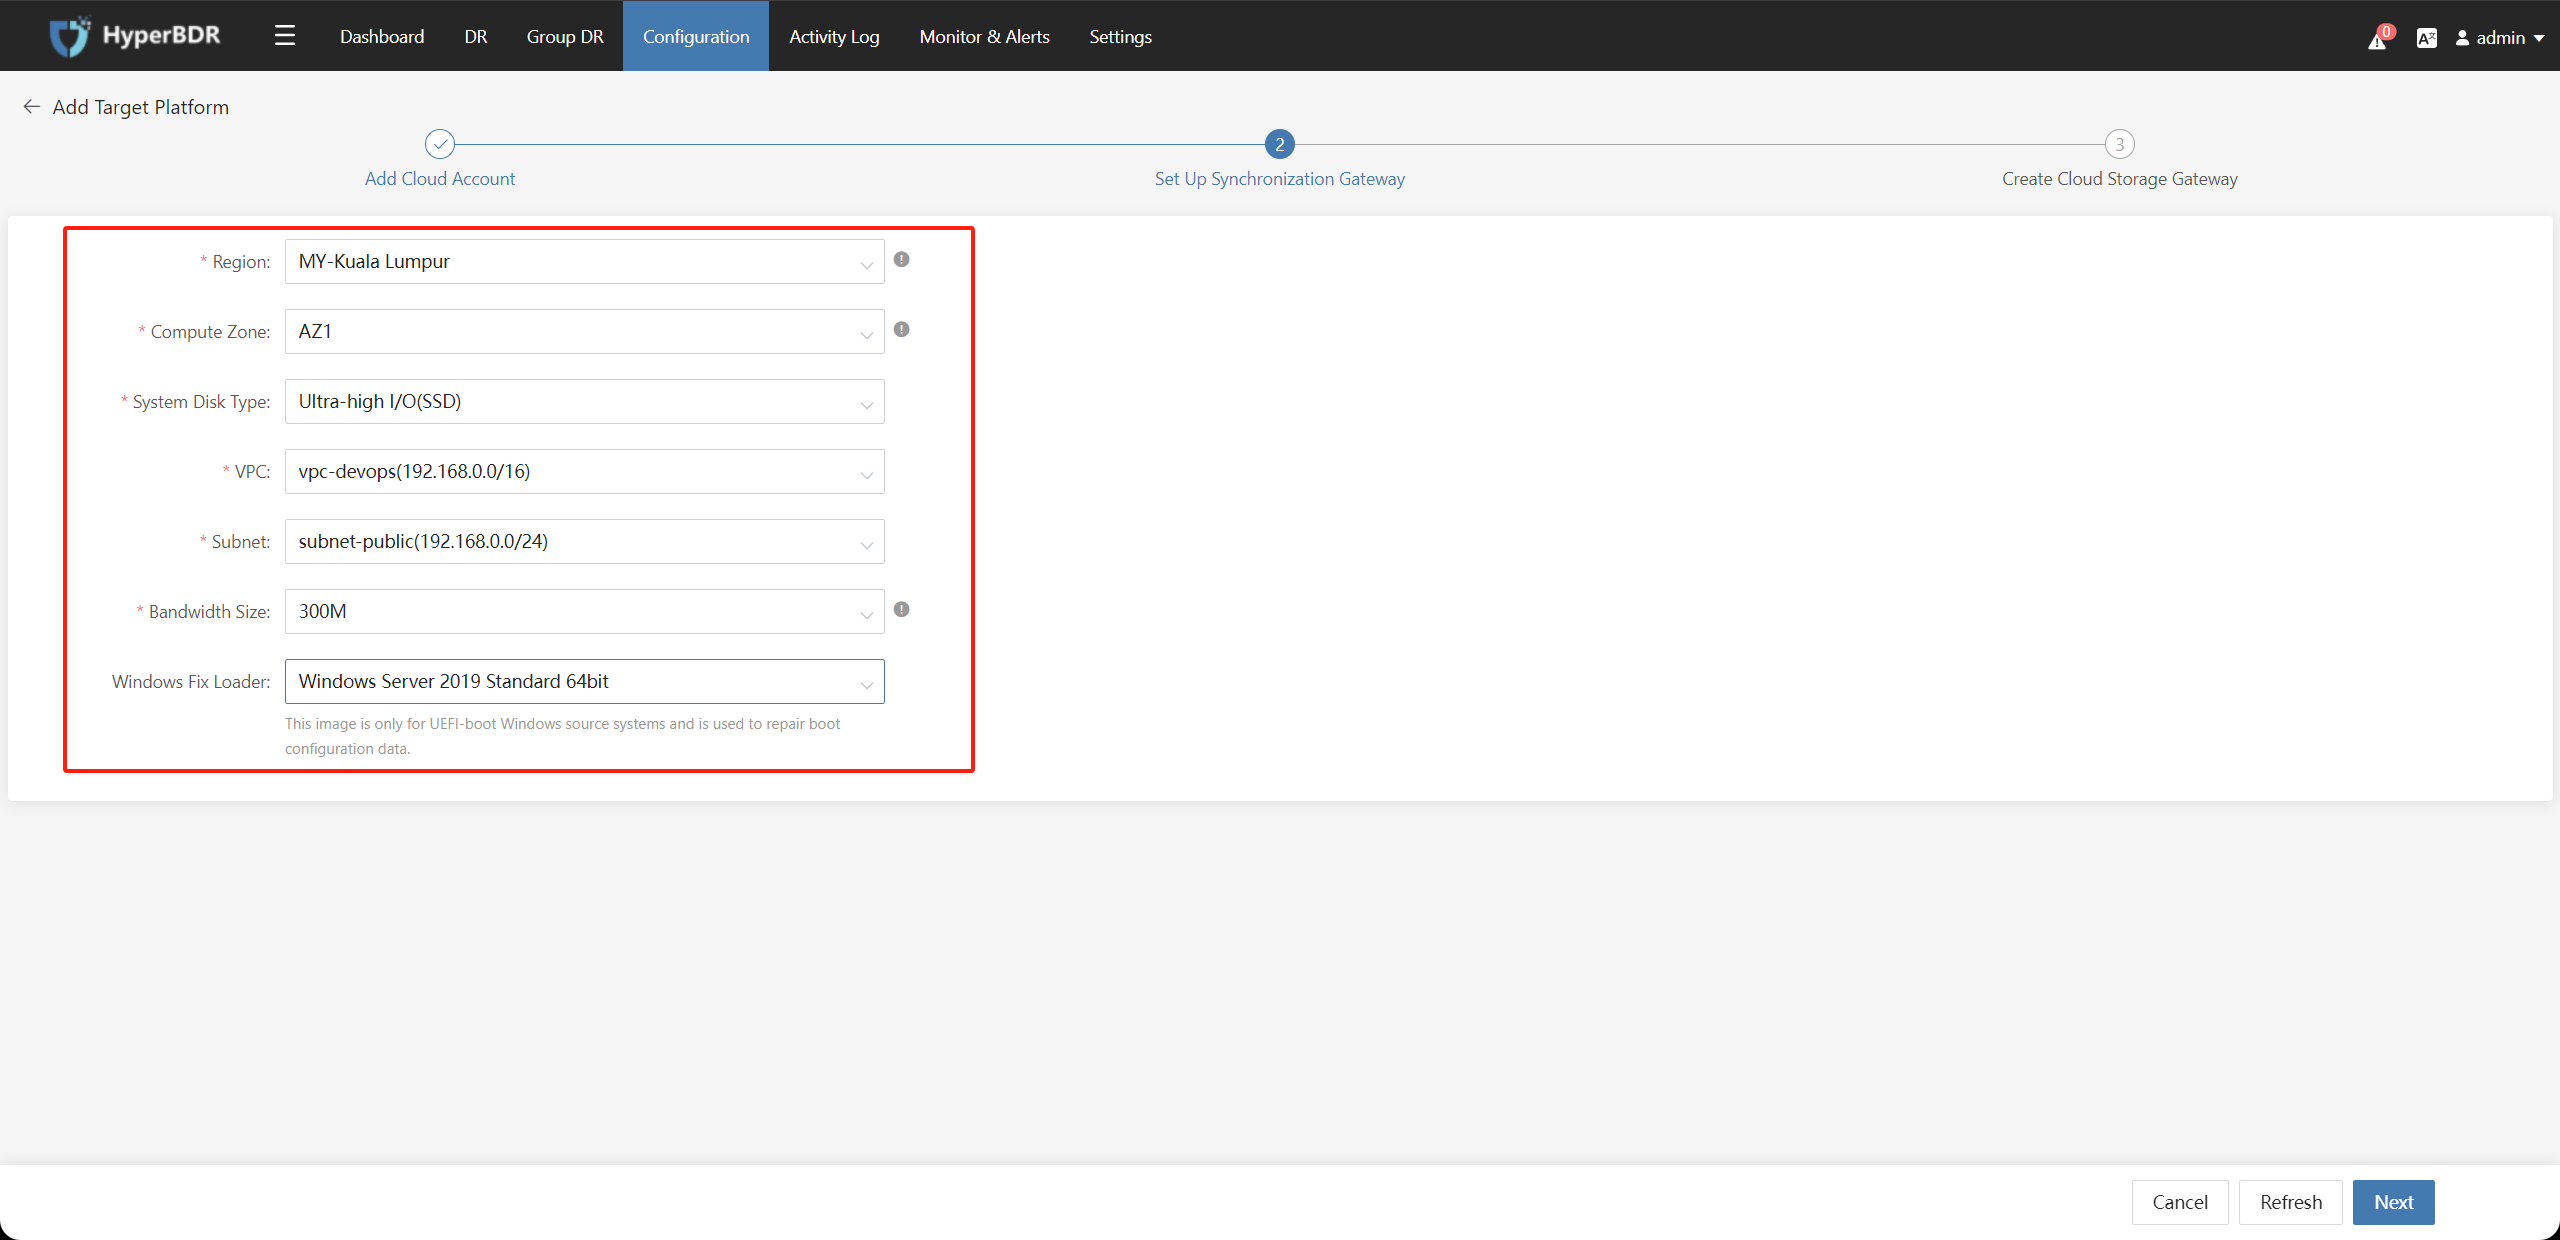 HyperBDR
Dashboard
DR
Group DR
Configuration
Activity Log
Monitor & Alerts
Settings
0
admin
Add Target Platform
2
3
Add Cloud Account
Set Up Synchronization Gateway
Create Cloud Storage Gateway
* Region: MY-Kuala Lumpur
* Compute Zone: AZ1
* System Disk Type: Ultra-high I/O(SSD)
* VPC: vpc-devops(192.168.0.0/16)
* Subnet: subnet-public(192.168.0.0/24)
* Bandwidth Size: 300M
Windows Fix Loader: Windows Server 2019 Standard 64bit
This image is only for UEFI-boot Windows source systems and is used to repair boot
configuration data.
Cancel
Refresh
Next